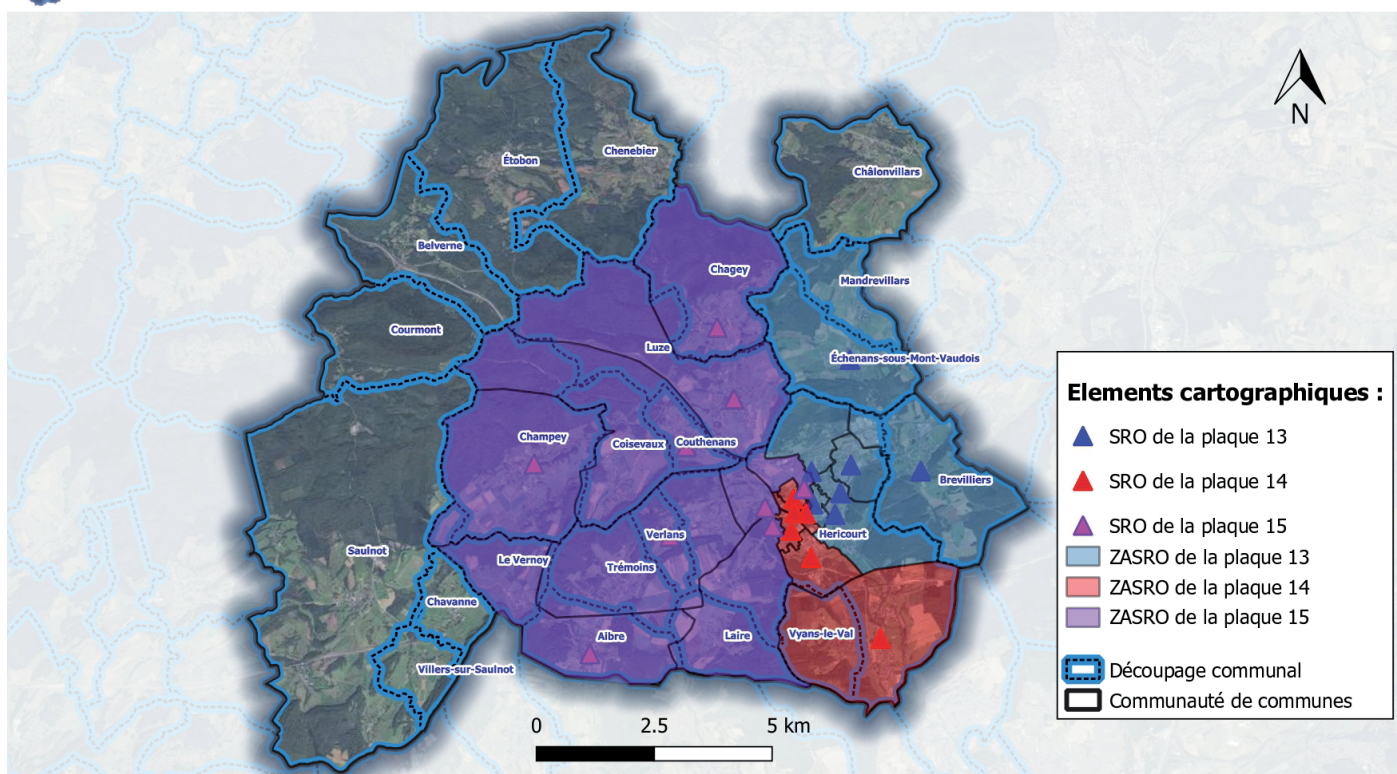 Étobon
Chenebier
Châlonvillars
Belverne
Chagey
Mandrevillars
Courmont
Luze
Échenans-sous-Mont-Vaudois
Champey
Coisevaux
Couthenans
Brevilliers
Saulnot
Verlans
Hericourt
Le Vernoy
Trémoins
Chavanne
Aibre
Laire
Vyans-le-Val
Villers-sur-Saulnot
N
0 2.5 5 km
Elements cartographiques :
SRO de la plaque 13
SRO de la plaque 14
SRO de la plaque 15
ZASRO de la plaque 13
ZASRO de la plaque 14
ZASRO de la plaque 15
Découpage communal
Communauté de communes